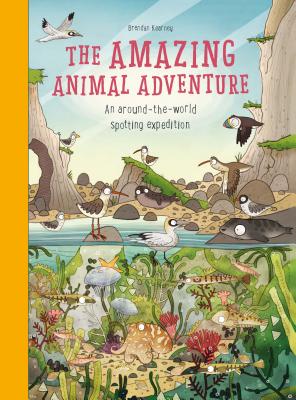 Brendan Kearney
THE AMAZING
ANIMAL ADVENTURE
An around-the-world
spotting expedition